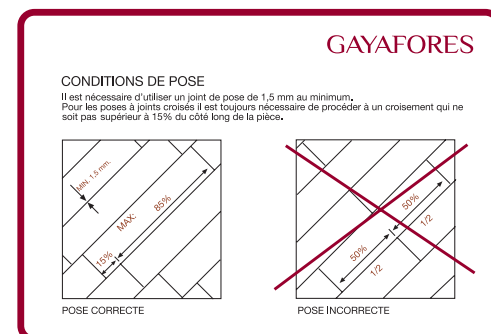 GAYAFORES
CONDITIONS DE POSE
Il est nécessaire d'utiliser un joint de pose de 1,5 mm au minimum.
Pour les poses à joints croisés il est toujours nécessaire de procéder à un croisement qui ne
soit pas supérieur à 15% du côté long de la pièce.
MIN. 1,5 mm.
MAX:
85%
15%
50%
1/2
50%
1/2
POSE CORRECTE
POSE INCORRECTE